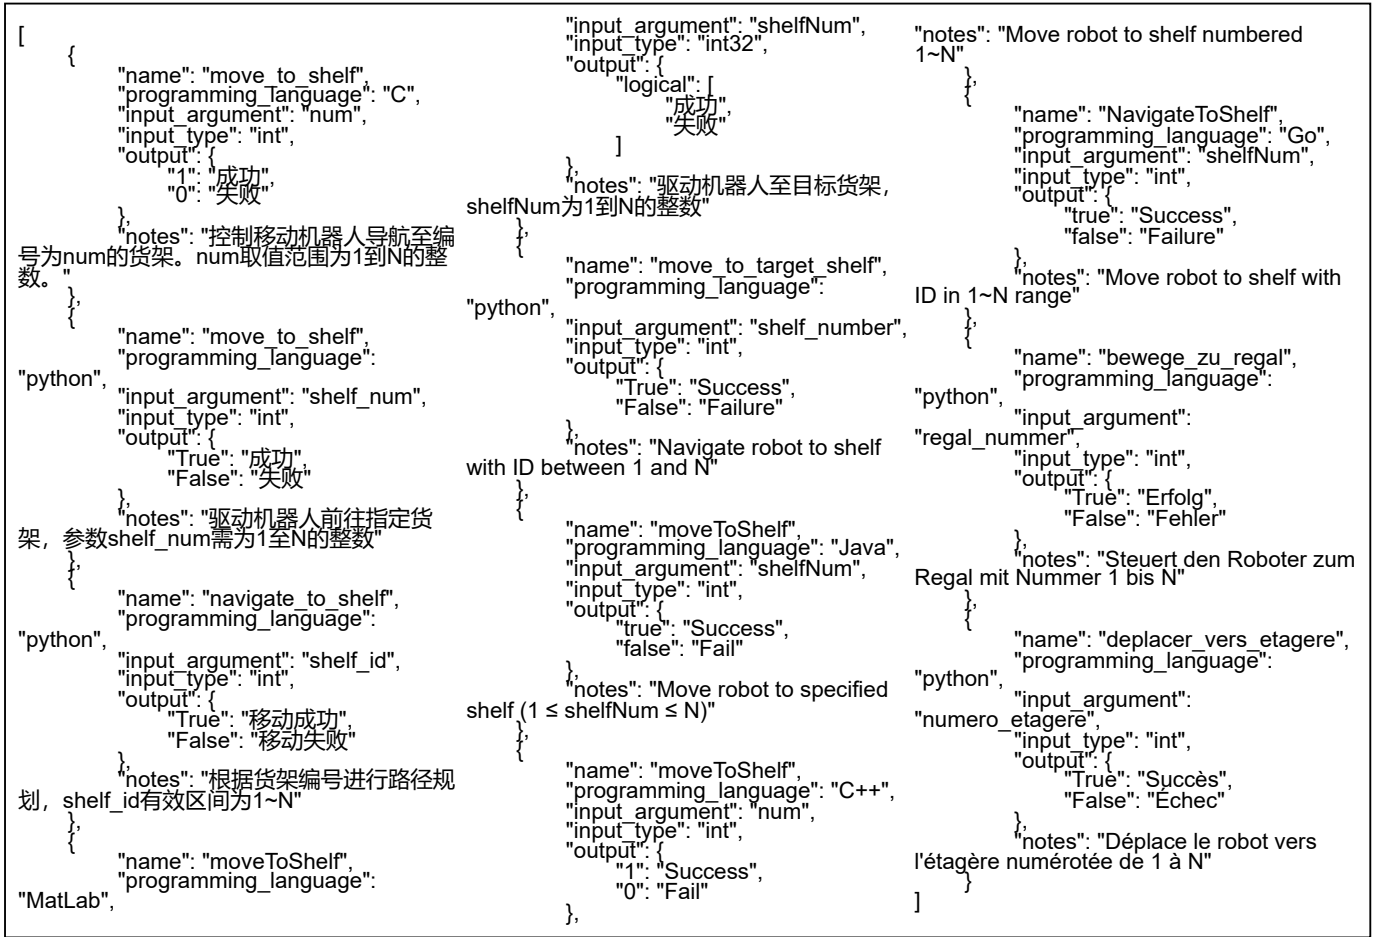 [
{
"name": "move_to_shelf",
"programming_language": "C",
"input_argument": "num",
"input_type": "int",
"output": {
"1": "成功",
"0": "失败"
},
"notes": "控制移动机器人导航至编
号为num的货架。num取值范围为1到N的整
数。"
},
{
"name": "move_to_shelf",
"programming_language":
"python",
"input_argument": "shelf_num",
"input_type": "int",
"output": {
"True": "成功",
"False": "失败"
},
"notes": "驱动机器人前往指定货
架，参数shelf_num需为1至N的整数"
},
{
"name": "navigate_to_shelf",
"programming_language":
"python",
"input_argument": "shelf_id",
"input_type": "int",
"output": {
"True": "移动成功",
"False": "移动失败"
},
"notes": "根据货架编号进行路径规
划，shelf_id有效区间为1~N"
},
{
"name": "moveToShelf",
"programming_language":
"MatLab",
"input_argument": "shelfNum",
"input_type": "int32",
"output": {
"logical": [
"成功",
"失败"
]
},
"notes": "驱动机器人至目标货架，
shelfNum为1到N的整数"
},
{
"name": "move_to_target_shelf",
"programming_language":
"python",
"input_argument": "shelf_number",
"input_type": "int",
"output": {
"True": "Success",
"False": "Failure"
},
"notes": "Navigate robot to shelf
with ID between 1 and N"
},
{
"name": "moveToShelf",
"programming_language": "Java",
"input_argument": "shelfNum",
"input_type": "int",
"output": {
"true": "Success",
"false": "Fail"
},
"notes": "Move robot to specified
shelf (1 ≤ shelfNum ≤ N)"
},
{
"name": "moveToShelf",
"programming_language": "C++",
"input_argument": "num",
"input_type": "int",
"output": {
"1": "Success",
"0": "Fail"
},
"notes": "Move robot to shelf numbered
1~N"
},
{
"name": "NavigateToShelf",
"programming_language": "Go",
"input_argument": "shelfNum",
"input_type": "int",
"output": {
"true": "Success",
"false": "Failure"
},
"notes": "Move robot to shelf with
ID in 1~N range"
},
{
"name": "bewege_zu_regal",
"programming_language":
"python",
"input_argument":
"regal_nummer",
"input_type": "int",
"output": {
"True": "Erfolg",
"False": "Fehler"
},
"notes": "Steuert den Roboter zum
Regal mit Nummer 1 bis N"
},
{
"name": "deplacer_vers_etagere",
"programming_language":
"python",
"input_argument":
"numero_etagere",
"input_type": "int",
"output": {
"True": "Succès",
"False": "Échec"
},
"notes": "Déplace le robot vers
l'étagère numérotée de 1 à N"
}
]